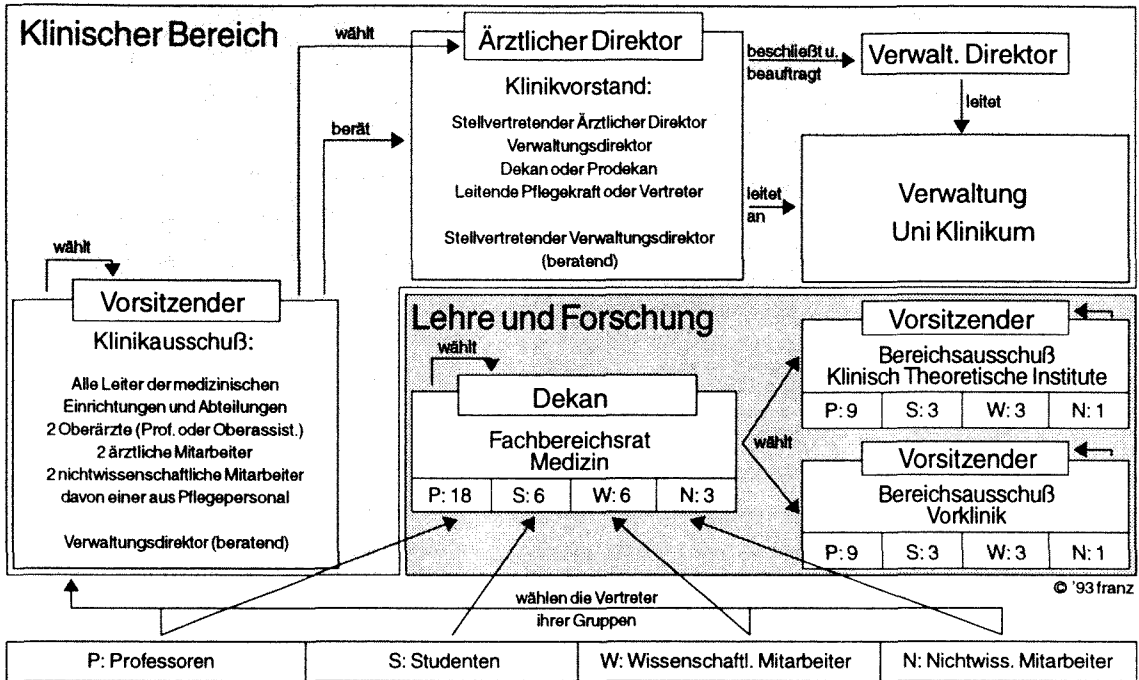 Klinischer Bereich
wählt
Ärztlicher Direktor
Klinikvorstand:
Stellvertretender Ärztlicher Direktor
Verwaltungsdirektor
Dekan oder Prodekan
Leitende Pflegekraft oder Vertreter
Stellvertretender Verwaltungsdirektor
(beratend)
beschließt u.
beauftragt
Verwalt. Direktor
leitet
leitet
an
Verwaltung
Uni Klinikum
berät
wählt
Vorsitzender
Klinikausschuß:
Alle Leiter der medizinischen
Einrichtungen und Abteilungen
2 Oberärzte (Prof. oder Oberassist.)
2 ärztliche Mitarbeiter
2 nichtwissenschaftliche Mitarbeiter
davon einer aus Pflegepersonal
Verwaltungsdirektor (beratend)
Lehre und Forschung
wählt
Dekan
Fachbereichsrat
Medizin
P: 18 S: 6 W: 6 N: 3
wählt
Vorsitzender
Bereichsausschuß
Klinisch Theoretische Institute
P: 9 S: 3 W: 3 N: 1
Vorsitzender
Bereichsausschuß
Vorklinik
P: 9 S: 3 W: 3 N: 1
© '93 franz
wählen die Vertreter
ihrer Gruppen
P: Professoren S: Studenten W: Wissenschaftl. Mitarbeiter N: Nichtwiss. Mitarbeiter